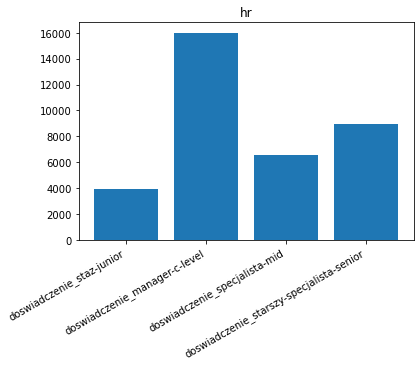 hr
16000
14000
12000
10000
8000
6000
4000
2000
0
doswiadczenie_staz-junior
doswiadczenie_manager-c-level
doswiadczenie_specjalista-mid
doswiadczenie_starszy-specjalista-senior